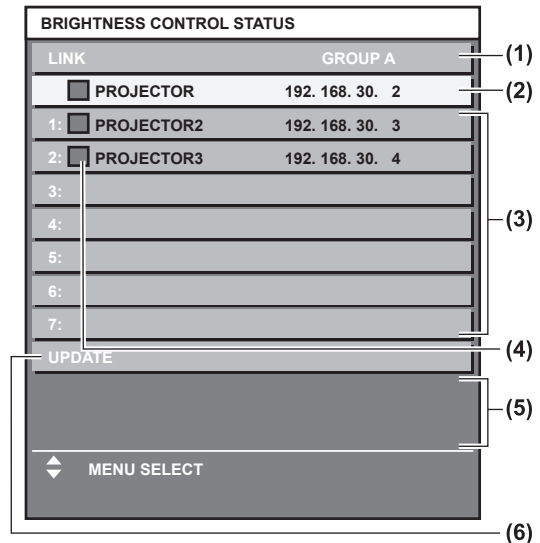 BRIGHTNESS CONTROL STATUS
LINK GROUP A (1)
PROJECTOR 192. 168. 30. 2 (2)
1: PROJECTOR2 192. 168. 30. 3
2: PROJECTOR3 192. 168. 30. 4
3:
(3)
4:
5:
6:
7:
(4)
UPDATE
(5)
MENU SELECT
(6)